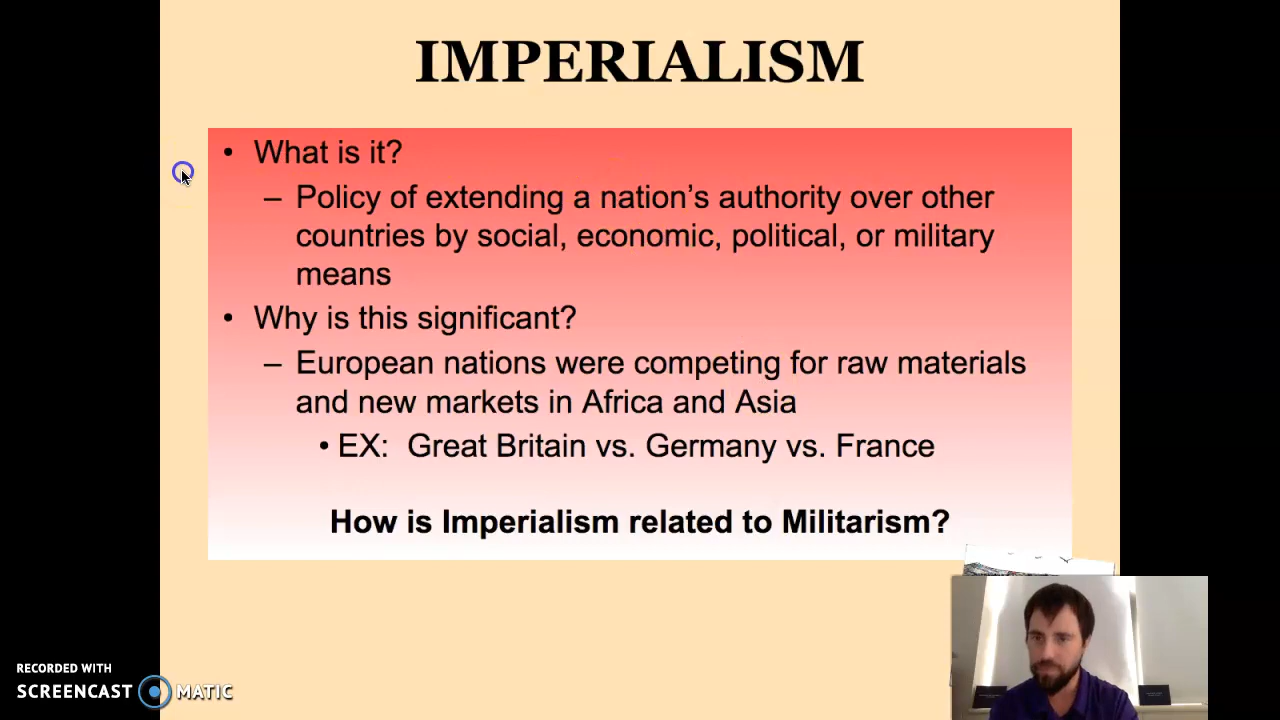 IMPERIALISM
• What is it?
– Policy of extending a nation’s authority over other
countries by social, economic, political, or military
means
• Why is this significant?
– European nations were competing for raw materials
and new markets in Africa and Asia
• EX: Great Britain vs. Germany vs. France
How is Imperialism related to Militarism?
RECORDED WITH
SCREENCAST MATIC